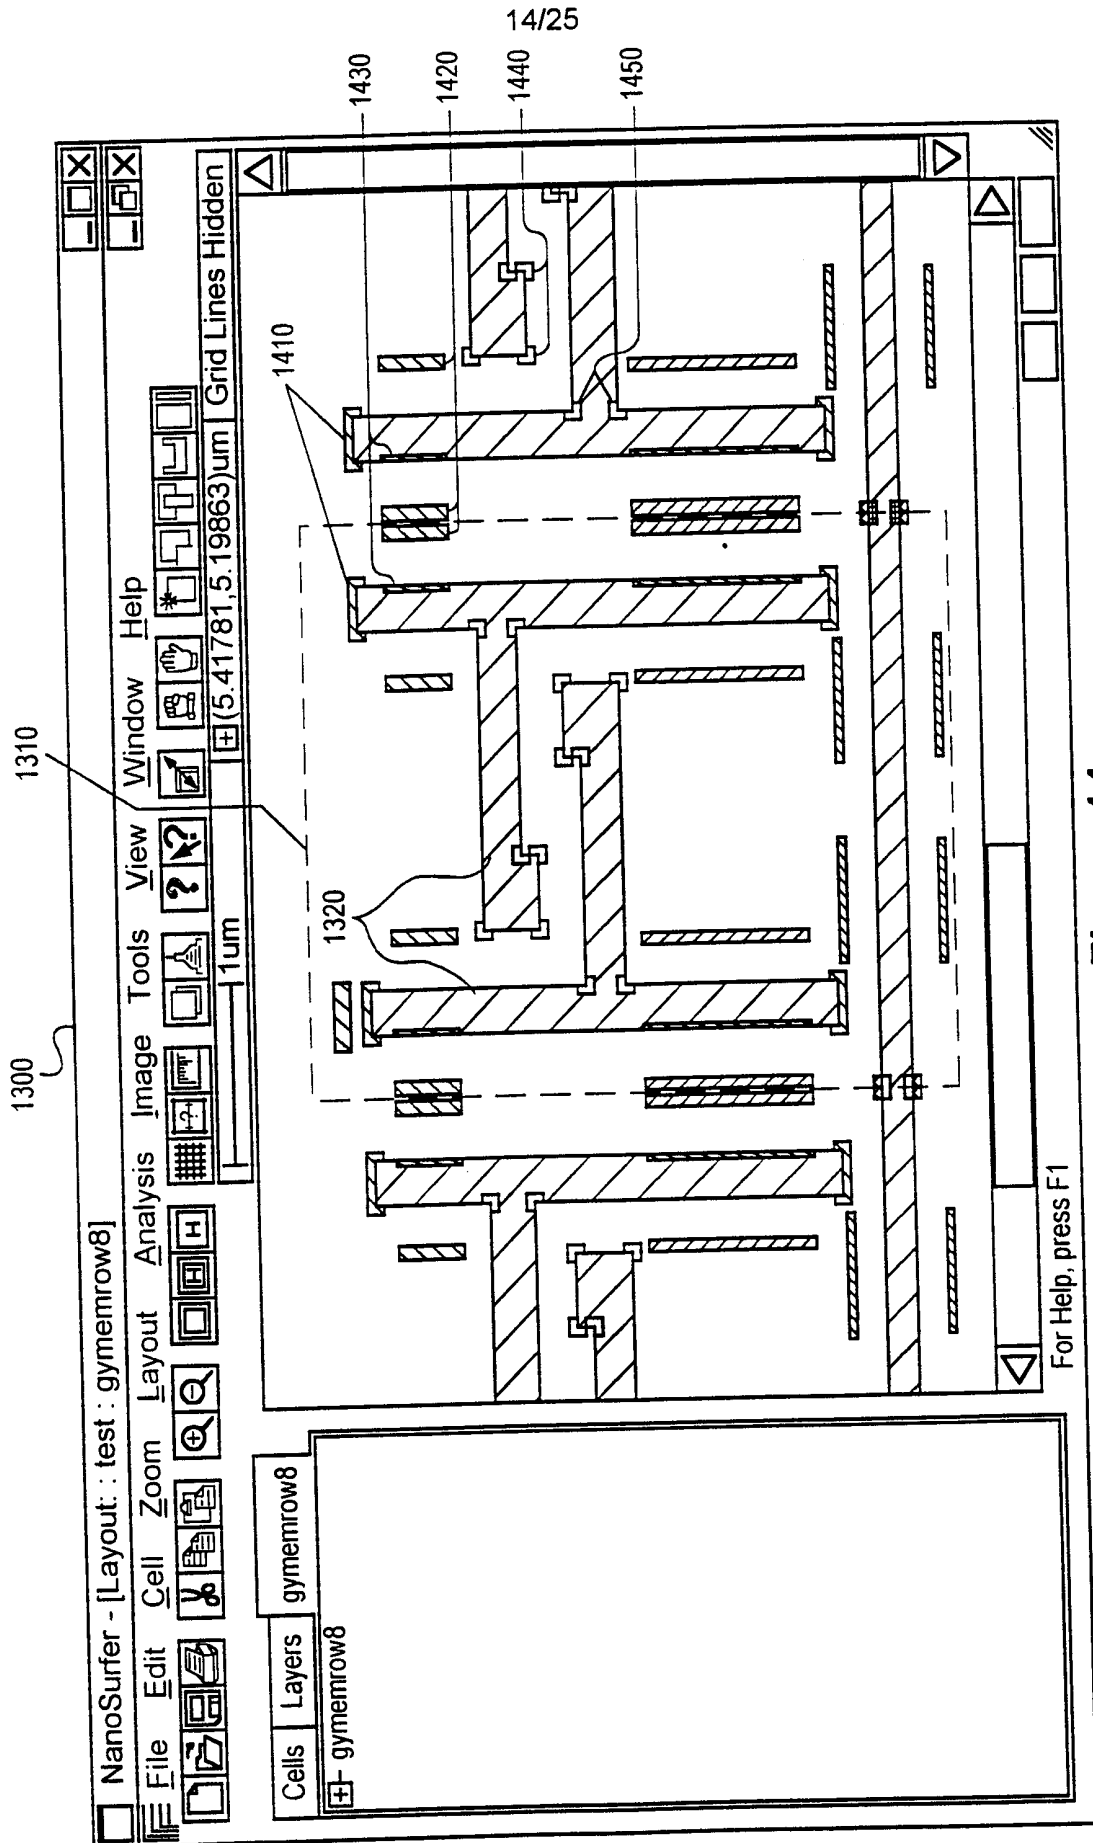 14/25
1300
1310
NanoSurfer - [Layout: : test : gymemrow8]
File Edit Cell Zoom Layout Analysis Image Tools View Window Help
1um
(5.41781,5.19863)um
Grid Lines Hidden
Cells Layers gymemrow8
gymemrow8
1320
1410
1430
1420
1440
1450
For Help, press F1